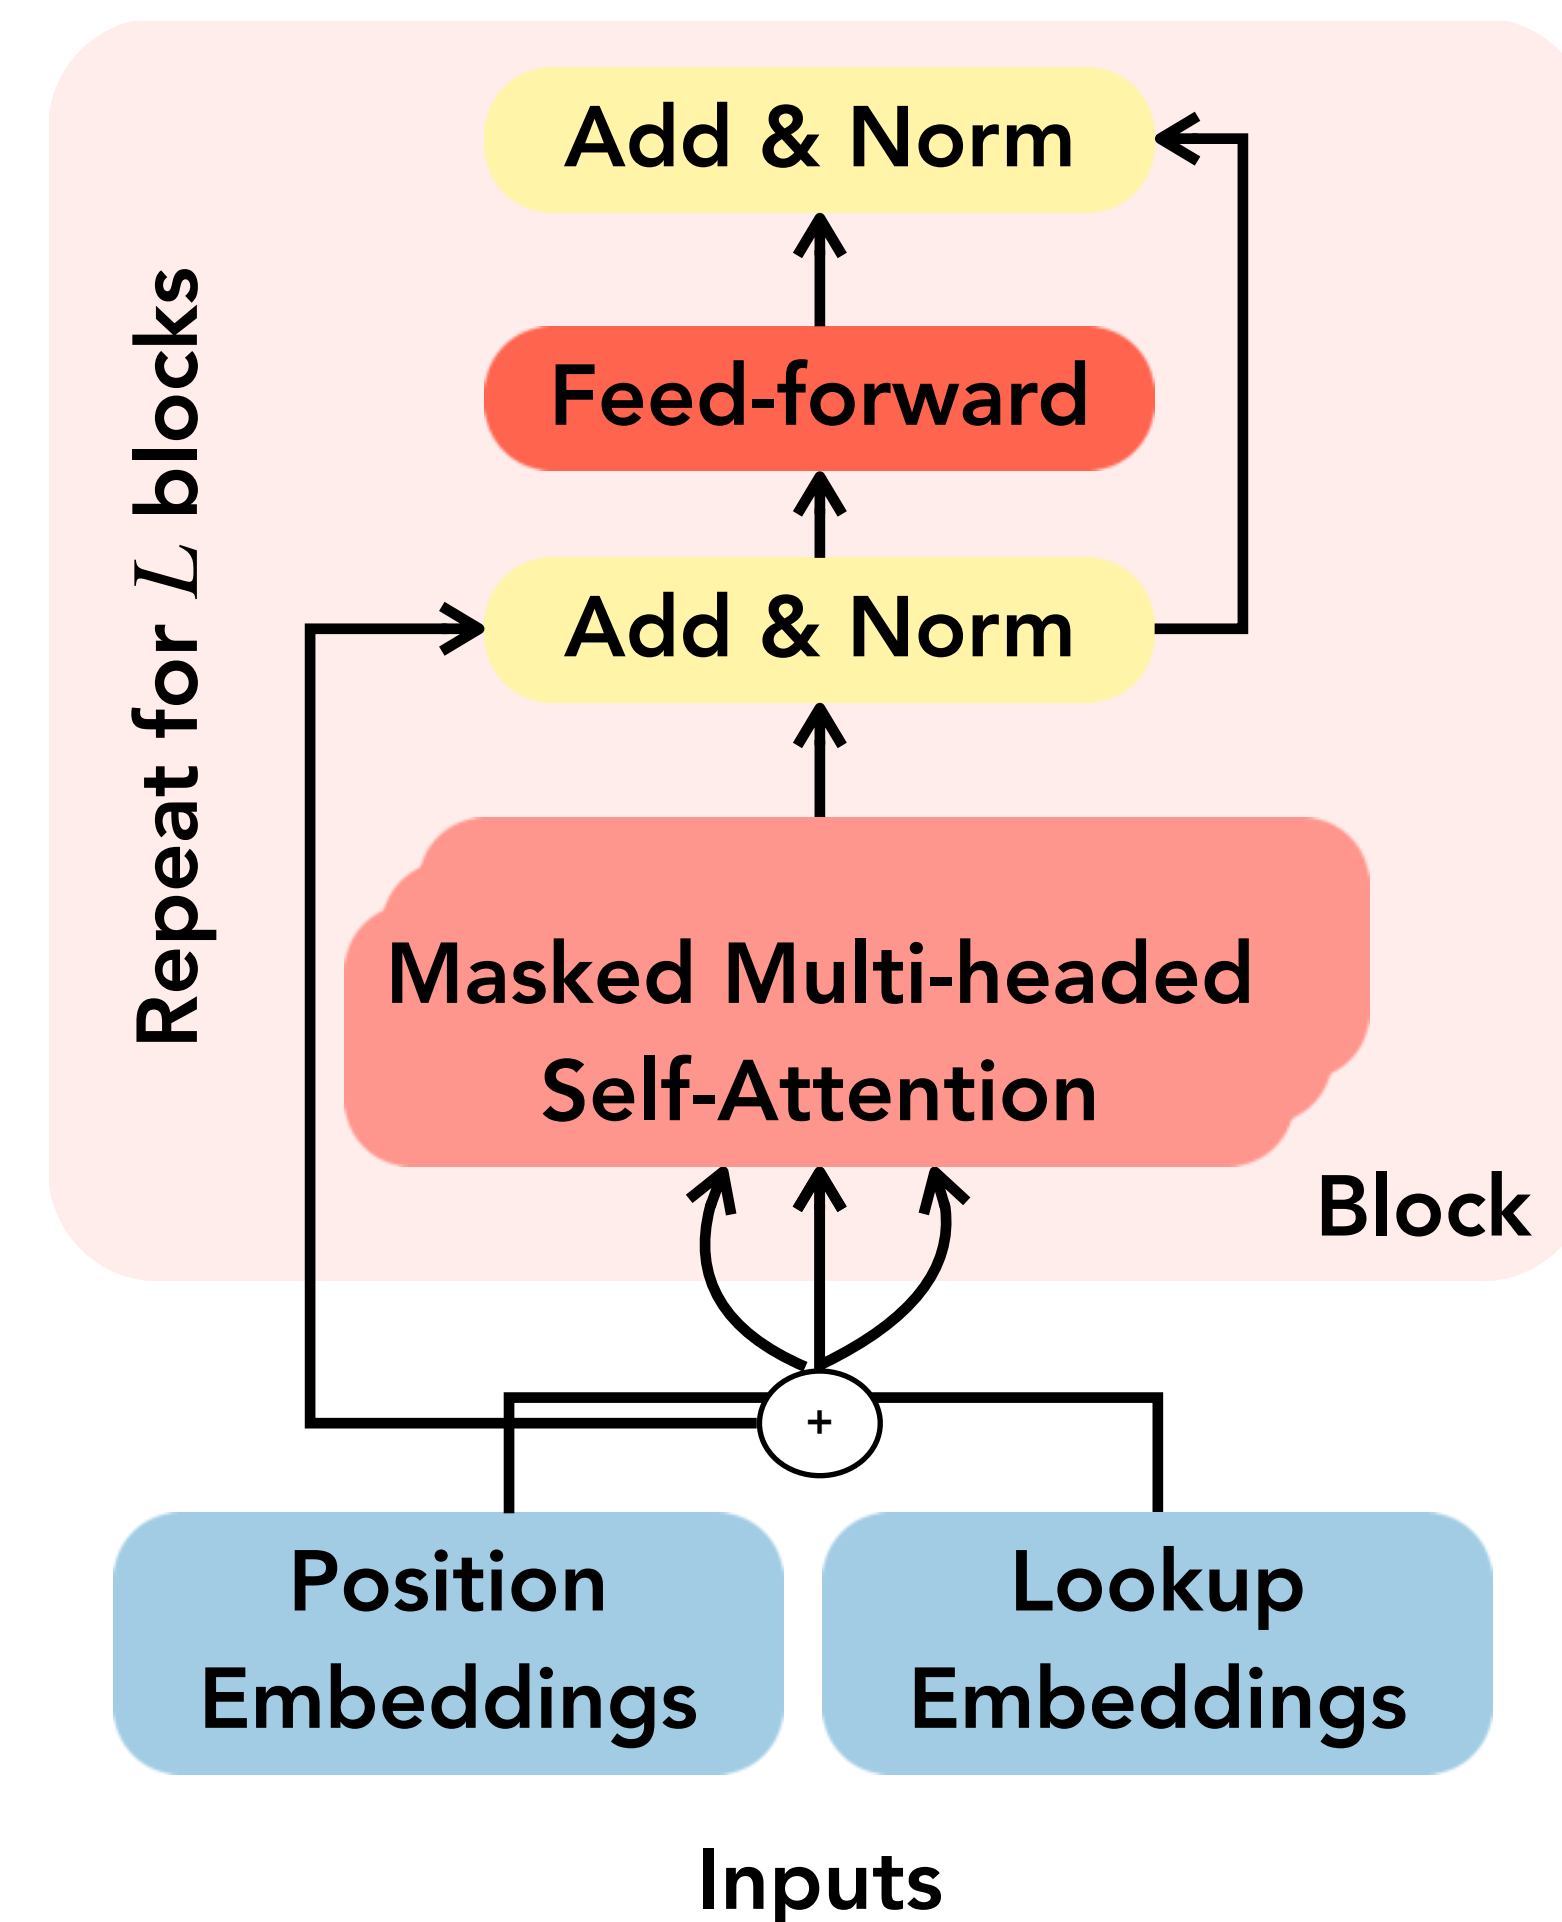 Add & Norm
Feed-forward
Add & Norm
Repeat for L blocks
Masked Multi-headed
Self-Attention
Block
+
Position
Embeddings
Lookup
Embeddings
Inputs